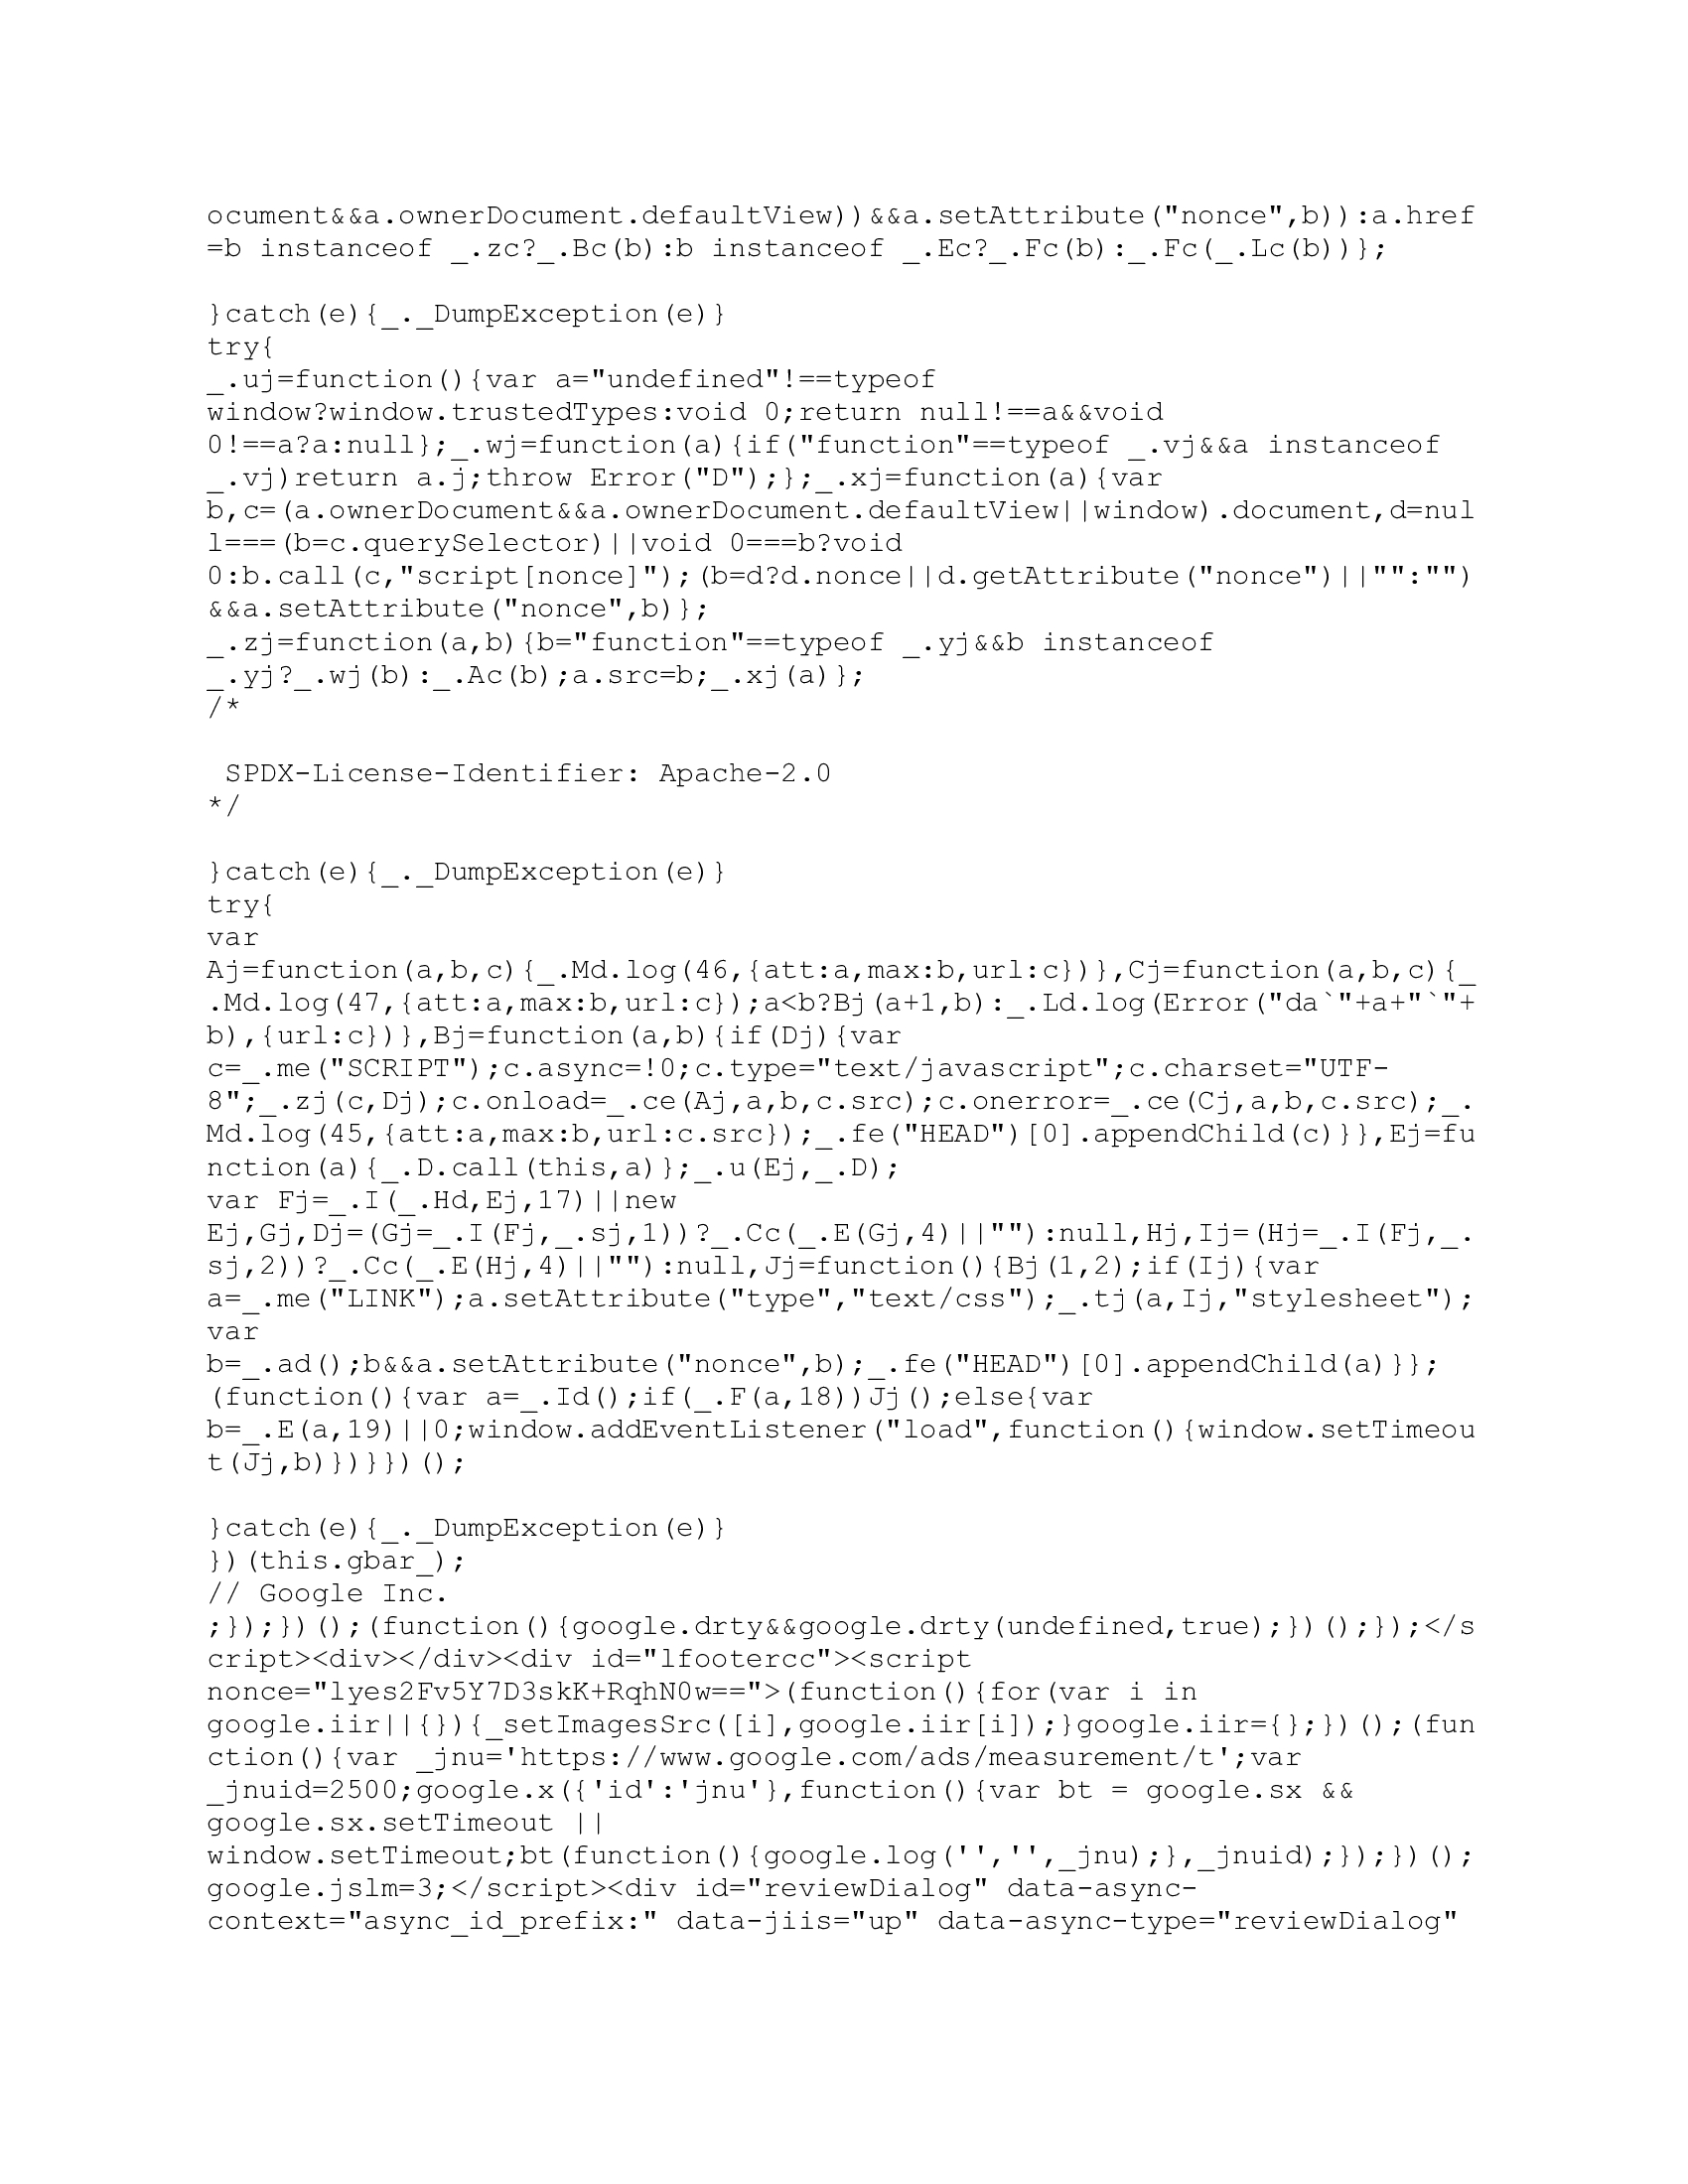 ocument&&a.ownerDocument.defaultView))&&a.setAttribute("nonce",b)):a.href
=b instanceof _.zc?_.Bc(b):b instanceof _.Ec?_.Fc(b):_.Fc(_.Lc(b))};

}catch(e){_._DumpException(e)}
try{
_.uj=function(){var a="undefined"!==typeof
window?window.trustedTypes:void 0;return null!==a&&void
0!==a?a:null};_.wj=function(a){if("function"==typeof _.vj&&a instanceof
_.vj)return a.j;throw Error("D");};_.xj=function(a){var
b,c=(a.ownerDocument&&a.ownerDocument.defaultView||window).document,d=nul
l===(b=c.querySelector)||void 0===b?void
0:b.call(c,"script[nonce]");(b=d?d.nonce||d.getAttribute("nonce")||"":"")
&&a.setAttribute("nonce",b)};
_.zj=function(a,b){b="function"==typeof _.yj&&b instanceof
_.yj?_.wj(b):_.Ac(b);a.src=b;_.xj(a)};
/*

 SPDX-License-Identifier: Apache-2.0
*/

}catch(e){_._DumpException(e)}
try{
var
Aj=function(a,b,c){_.Md.log(46,{att:a,max:b,url:c})},Cj=function(a,b,c){_
.Md.log(47,{att:a,max:b,url:c});a<b?Bj(a+1,b):_.Ld.log(Error("da`"+a+"`"+
b),{url:c})},Bj=function(a,b){if(Dj){var
c=_.me("SCRIPT");c.async=!0;c.type="text/javascript";c.charset="UTF-
8";_.zj(c,Dj);c.onload=_.ce(Aj,a,b,c.src);c.onerror=_.ce(Cj,a,b,c.src);_.
Md.log(45,{att:a,max:b,url:c.src});_.fe("HEAD")[0].appendChild(c)}},Ej=fu
nction(a){_.D.call(this,a)};_.u(Ej,_.D);
var Fj=_.I(_.Hd,Ej,17)||new
Ej,Gj,Dj=(Gj=_.I(Fj,_.sj,1))?_.Cc(_.E(Gj,4)||""):null,Hj,Ij=(Hj=_.I(Fj,_.
sj,2))?_.Cc(_.E(Hj,4)||""):null,Jj=function(){Bj(1,2);if(Ij){var
a=_.me("LINK");a.setAttribute("type","text/css");_.tj(a,Ij,"stylesheet");
var
b=_.ad();b&&a.setAttribute("nonce",b);_.fe("HEAD")[0].appendChild(a)}};
(function(){var a=_.Id();if(_.F(a,18))Jj();else{var
b=_.E(a,19)||0;window.addEventListener("load",function(){window.setTimeou
t(Jj,b)})}})();

}catch(e){_._DumpException(e)}
})(this.gbar_);
// Google Inc.
;});})();(function(){google.drty&&google.drty(undefined,true);})();});</s
cript><div></div><div id="lfootercc"><script
nonce="lyes2Fv5Y7D3skK+RqhN0w==">(function(){for(var i in
google.iir||{}){_setImagesSrc([i],google.iir[i]);}google.iir={};})();(fun
ction(){var _jnu='https://www.google.com/ads/measurement/t';var
_jnuid=2500;google.x({'id':'jnu'},function(){var bt = google.sx &&
google.sx.setTimeout ||
window.setTimeout;bt(function(){google.log('','',_jnu);},_jnuid);});})();
google.jslm=3;</script><div id="reviewDialog" data-async-
context="async_id_prefix:" data-jiis="up" data-async-type="reviewDialog"